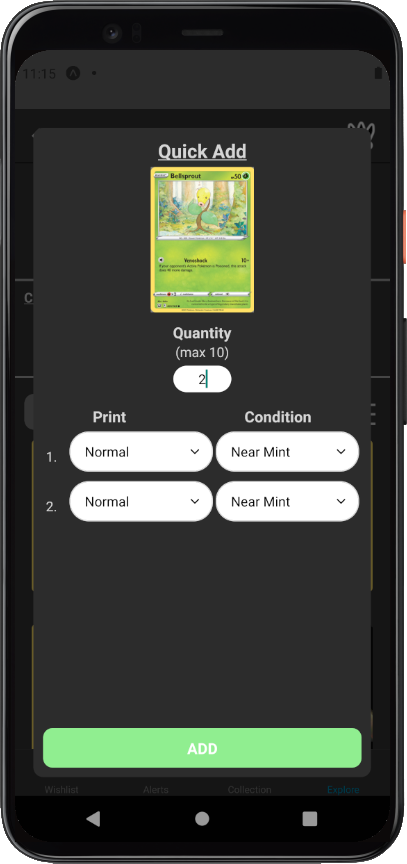 11:15
Quick Add
Bellsprout 50
Quantity
(max 10)
2
Print Condition
1. Normal Near Mint
2. Normal Near Mint
ADD
Wishlist Alerts Collection Explore